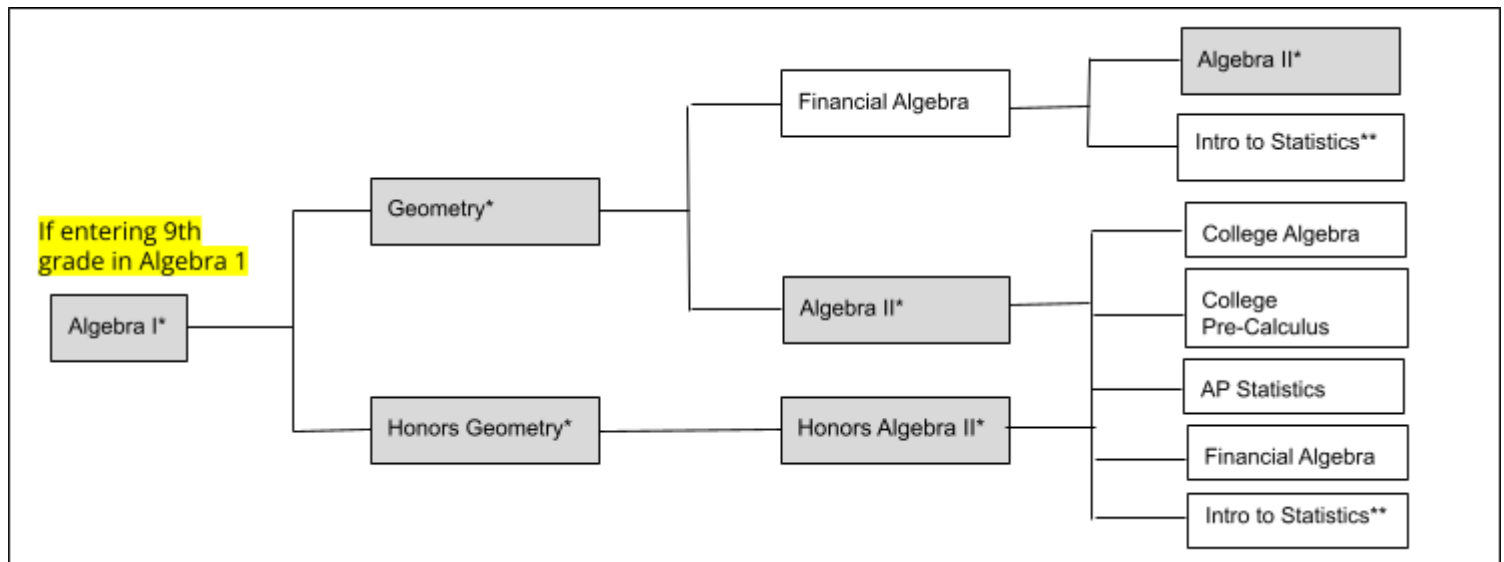 If entering 9th
grade in Algebra 1
Algebra I*
Geometry*
Honors Geometry*
Financial Algebra
Algebra II*
Honors Algebra II*
Algebra II*
Intro to Statistics**
College Algebra
College
Pre-Calculus
AP Statistics
Financial Algebra
Intro to Statistics**